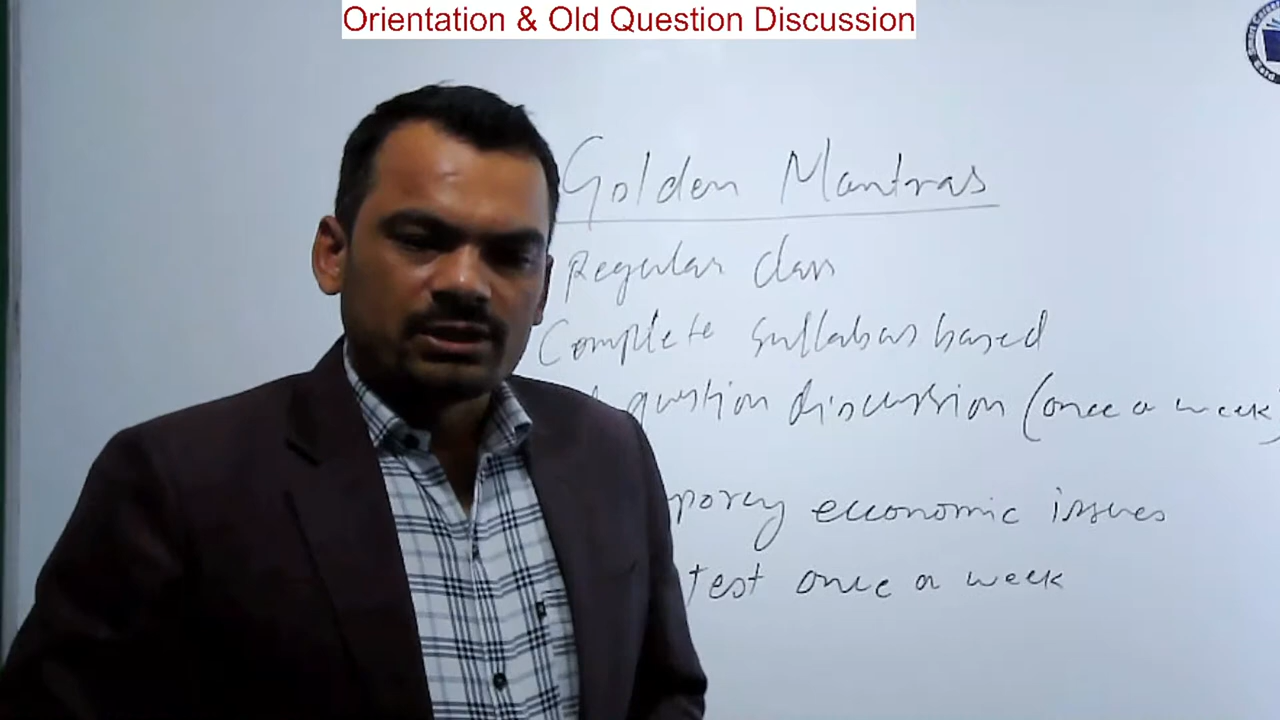 Orientation & Old Question Discussion
Golden Mantras
Regular Class
Complete Syllabus based
question discussion (once a week)
porary economic issues
test once a week